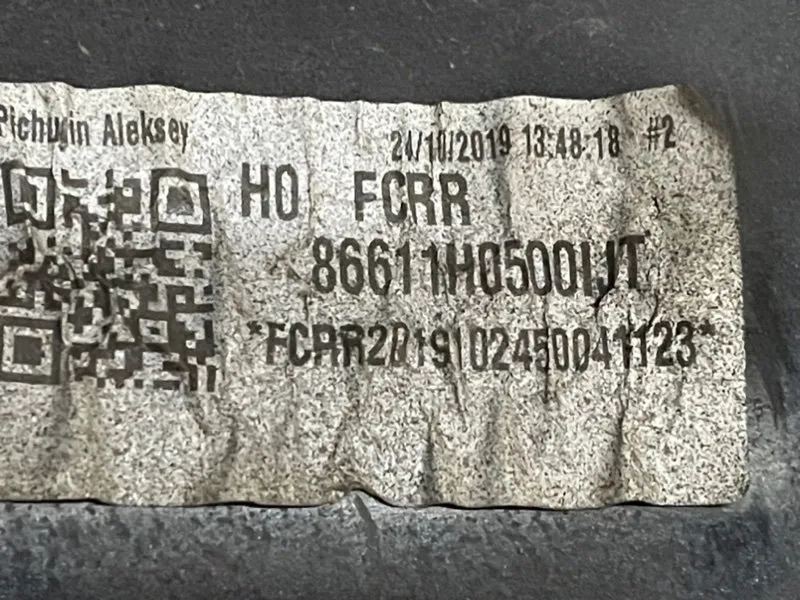 Pichugin Aleksey
24/10/2019 13:48:18 #2
H0 FCRR
86611H0500IJT
*FCRR2019102450041123*